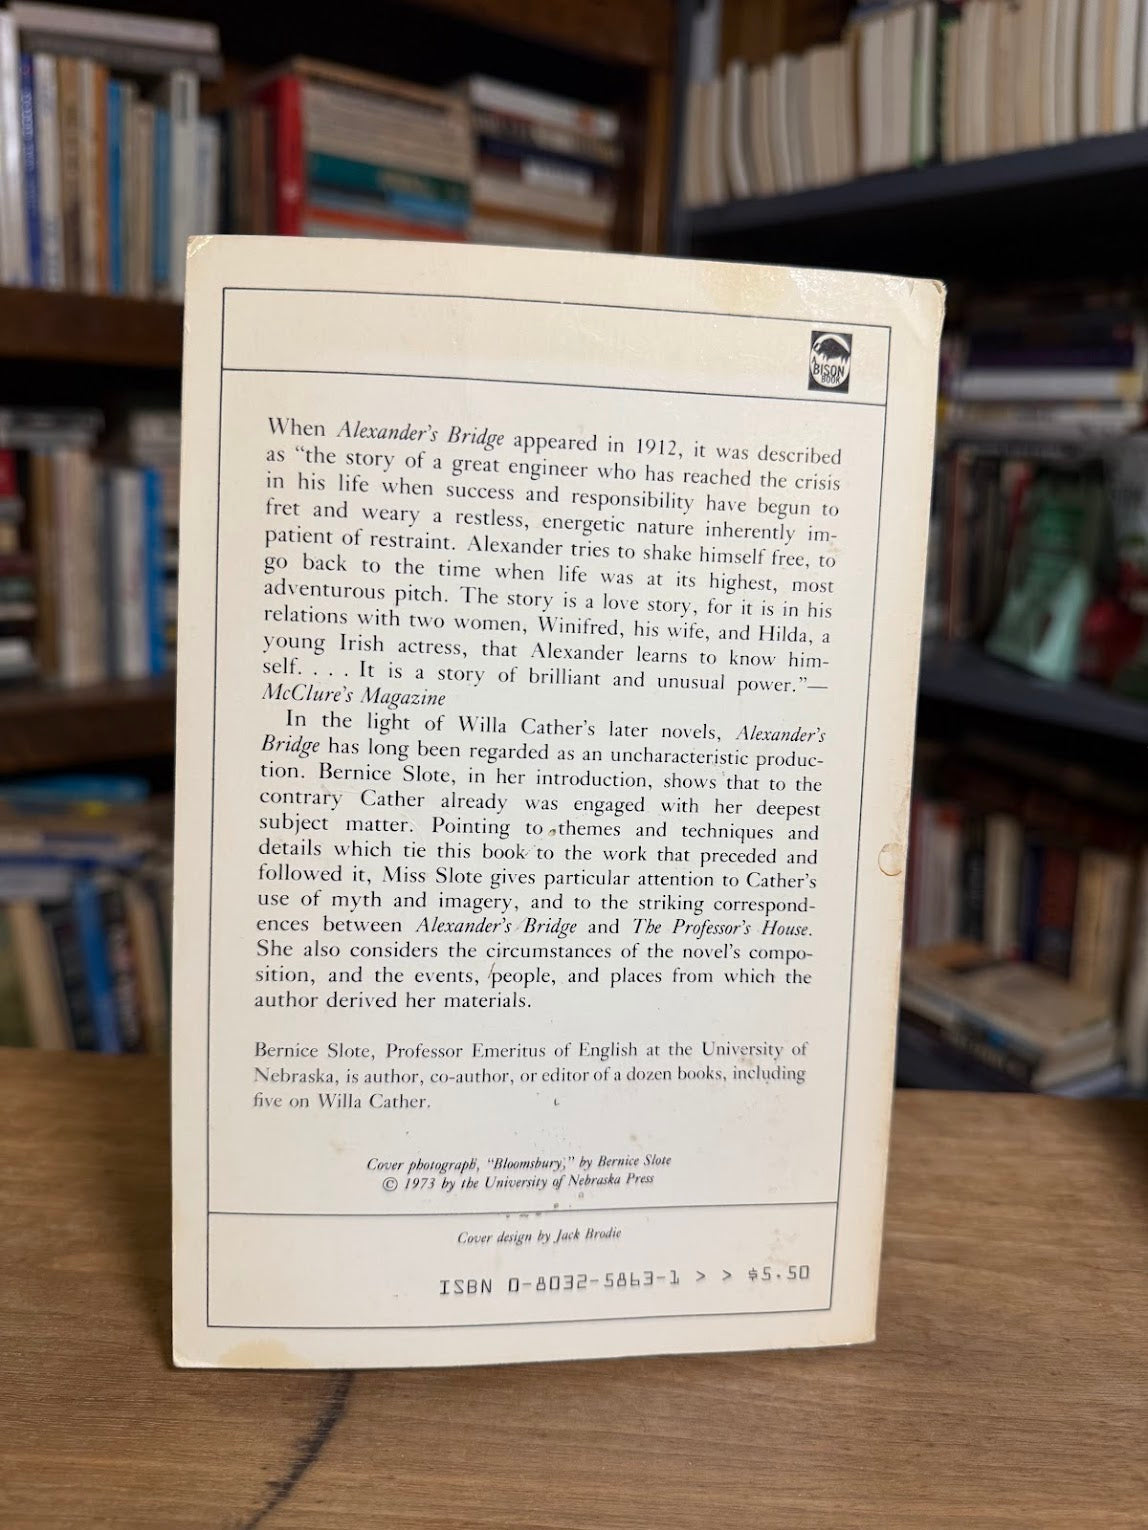 A
BISON
BOOK
When Alexander's Bridge appeared in 1912, it was described
as "the story of a great engineer who has reached the crisis
in his life when success and responsibility have begun to
fret and weary a restless, energetic nature inherently im-
patient of restraint. Alexander tries to shake himself free, to
go back to the time when life was at its highest, most
adventurous pitch. The story is a love story, for it is in his
relations with two women, Winifred, his wife, and Hilda, a
young Irish actress, that Alexander learns to know him-
self. . . . It is a story of brilliant and unusual power."—
McClure's Magazine
In the light of Willa Cather's later novels, Alexander's
Bridge has long been regarded as an uncharacteristic produc-
tion. Bernice Slote, in her introduction, shows that to the
contrary Cather already was engaged with her deepest
subject matter. Pointing to themes and techniques and
details which tie this book to the work that preceded and
followed it, Miss Slote gives particular attention to Cather's
use of myth and imagery, and to the striking correspond-
ences between Alexander's Bridge and The Professor's House.
She also considers the circumstances of the novel's compo-
sition, and the events, people, and places from which the
author derived her materials.
Bernice Slote, Professor Emeritus of English at the University of
Nebraska, is author, co-author, or editor of a dozen books, including
five on Willa Cather.
Cover photograph, "Bloomsbury," by Bernice Slote
© 1973 by the University of Nebraska Press
Cover design by Jack Brodie
ISBN 0-8032-5863-1 > > $5.50